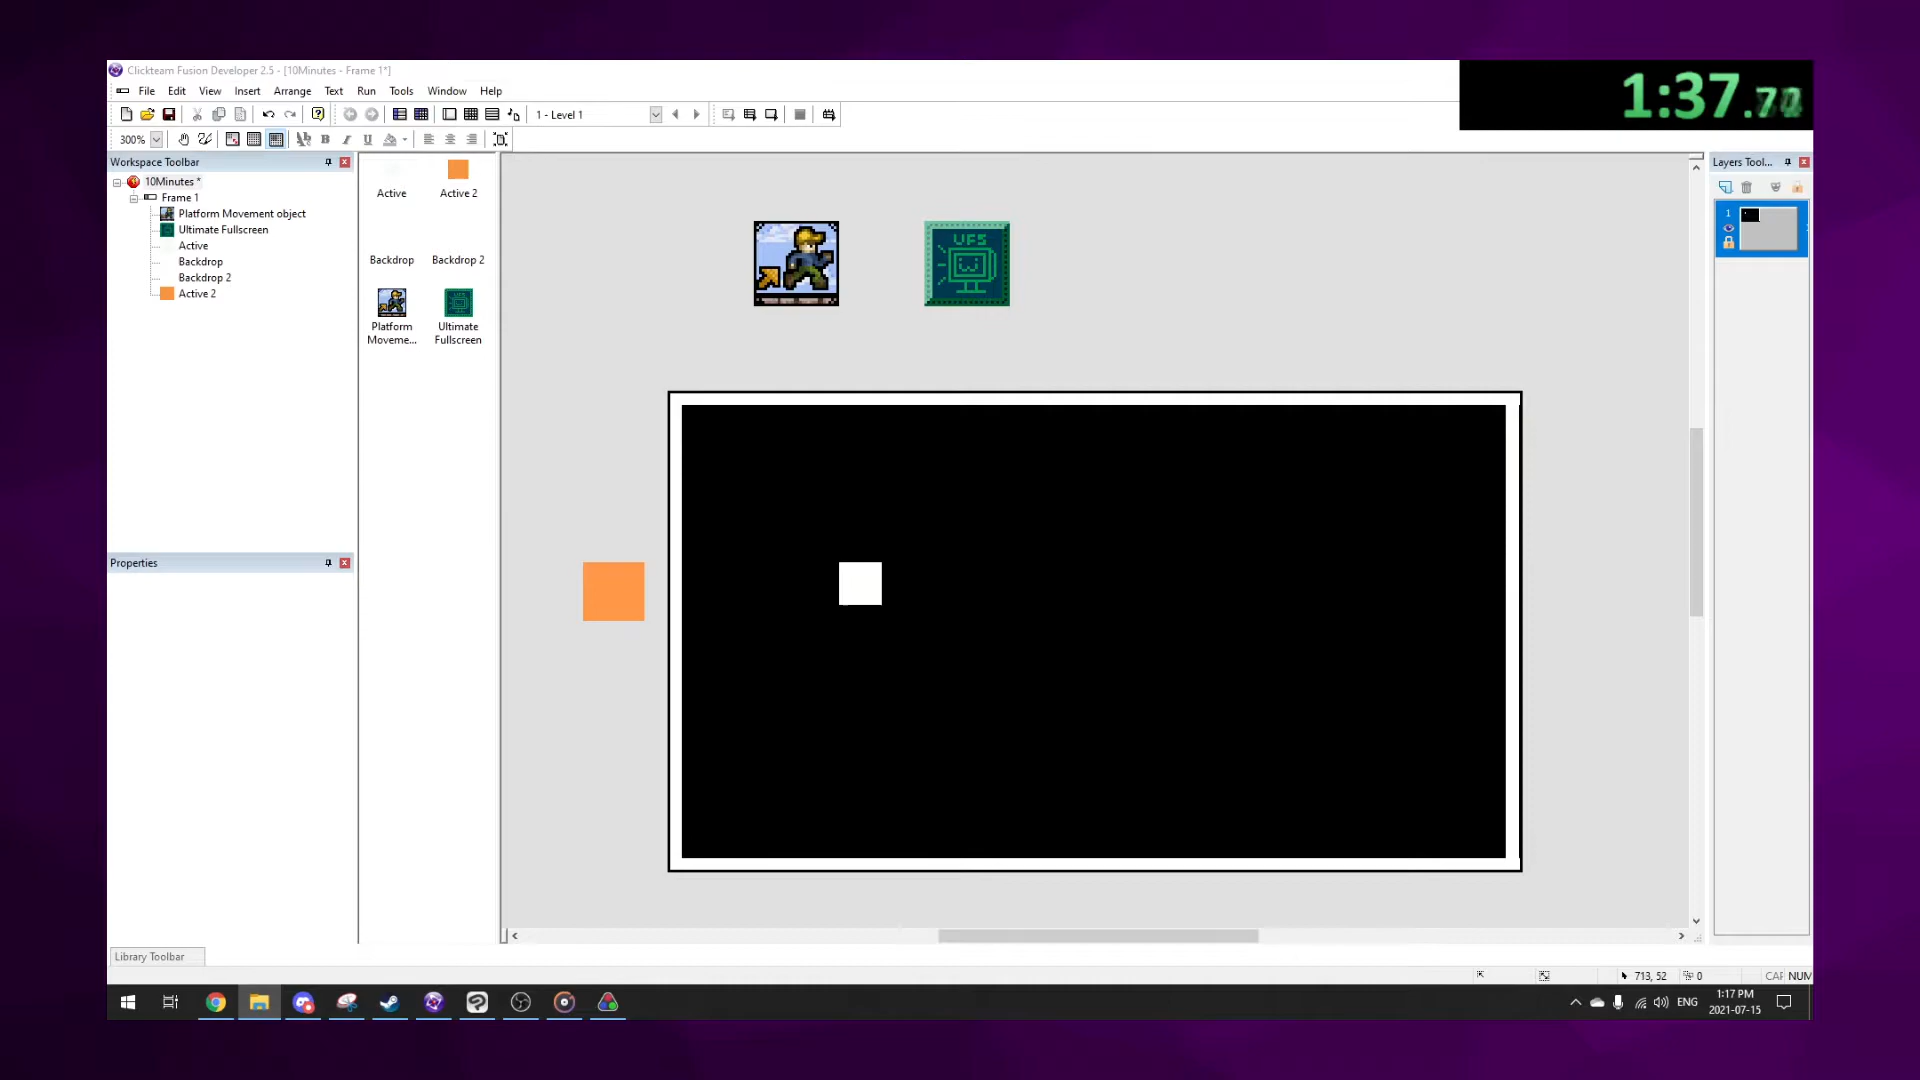 Clickteam Fusion Developer 2.5 - [10Minutes - Frame 1*]
File Edit View Insert Arrange Text Run Tools Window Help
1 - Level 1
300%
B I U
1:37.
Workspace Toolbar
10Minutes *
Frame 1
Platform Movement object
Ultimate Fullscreen
Active
Backdrop
Backdrop 2
Active 2
Active
Active 2
Backdrop
Backdrop 2
Platform
Moveme...
Ultimate
Fullscreen
UFS
Layers Tool...
1
Properties
Library Toolbar
713, 52
0
CAP
NUM
ENG
1:17 PM
2021-07-15